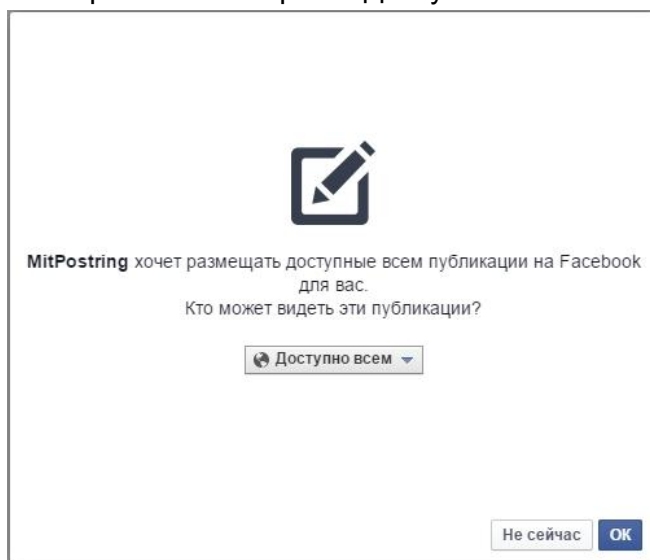 MitPostring хочет размещать доступные всем публикации на Facebook
для вас.
Кто может видеть эти публикации?
Доступно всем
Не сейчас ОК